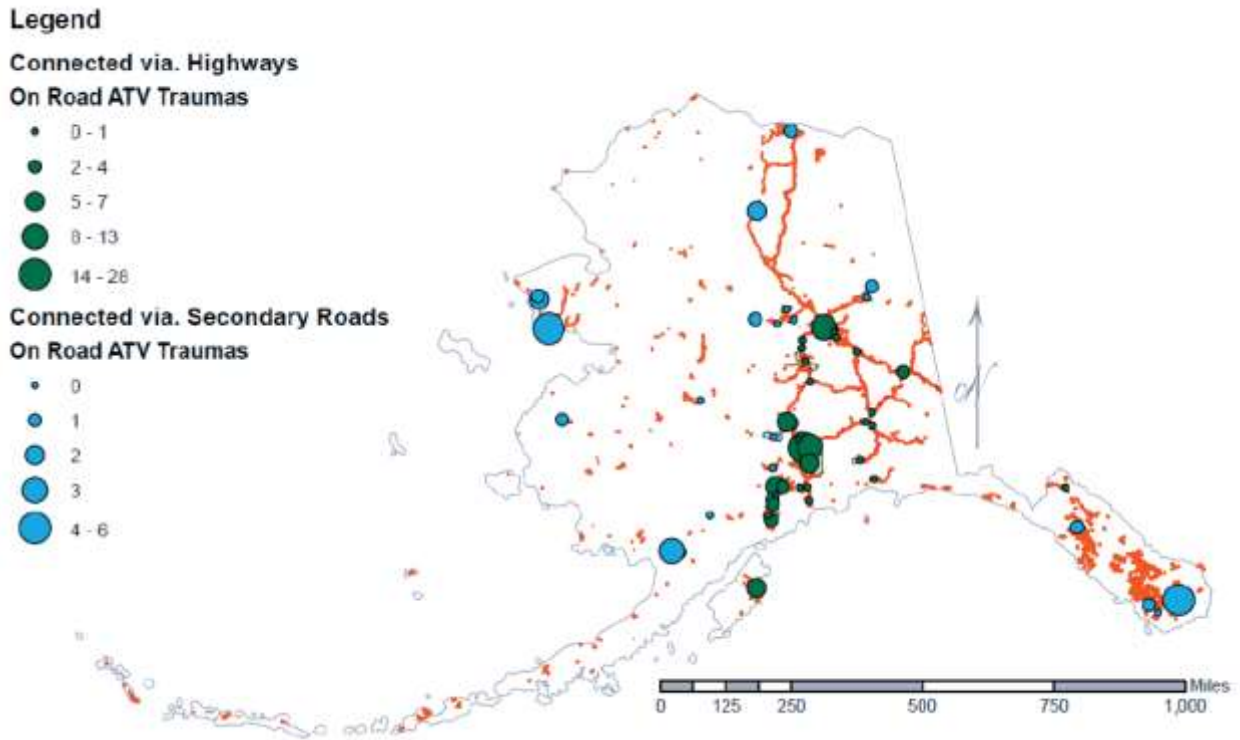 Legend
Connected via. Highways
On Road ATV Traumas
0 - 1
2 - 4
5 - 7
8 - 13
14 - 28
Connected via. Secondary Roads
On Road ATV Traumas
0
1
2
3
4 - 6
Miles
0 125 250 500 750 1,000